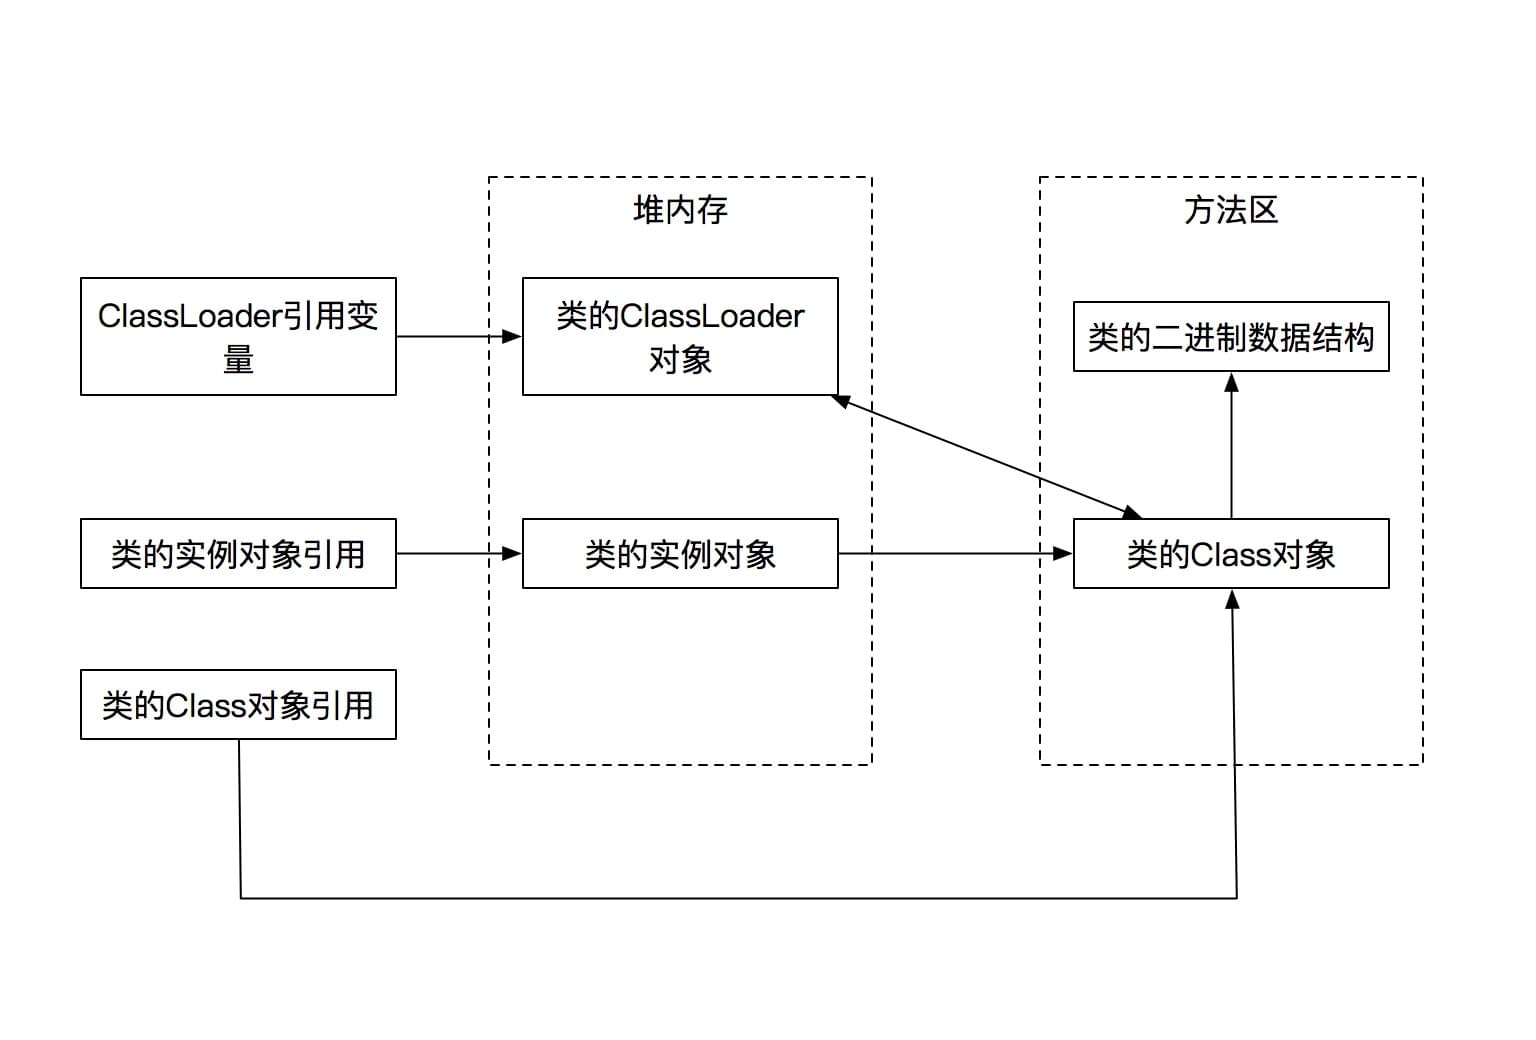 堆内存
方法区
ClassLoader引用变
量
类的ClassLoader
对象
类的二进制数据结构
类的实例对象引用
类的实例对象
类的Class对象
类的Class对象引用